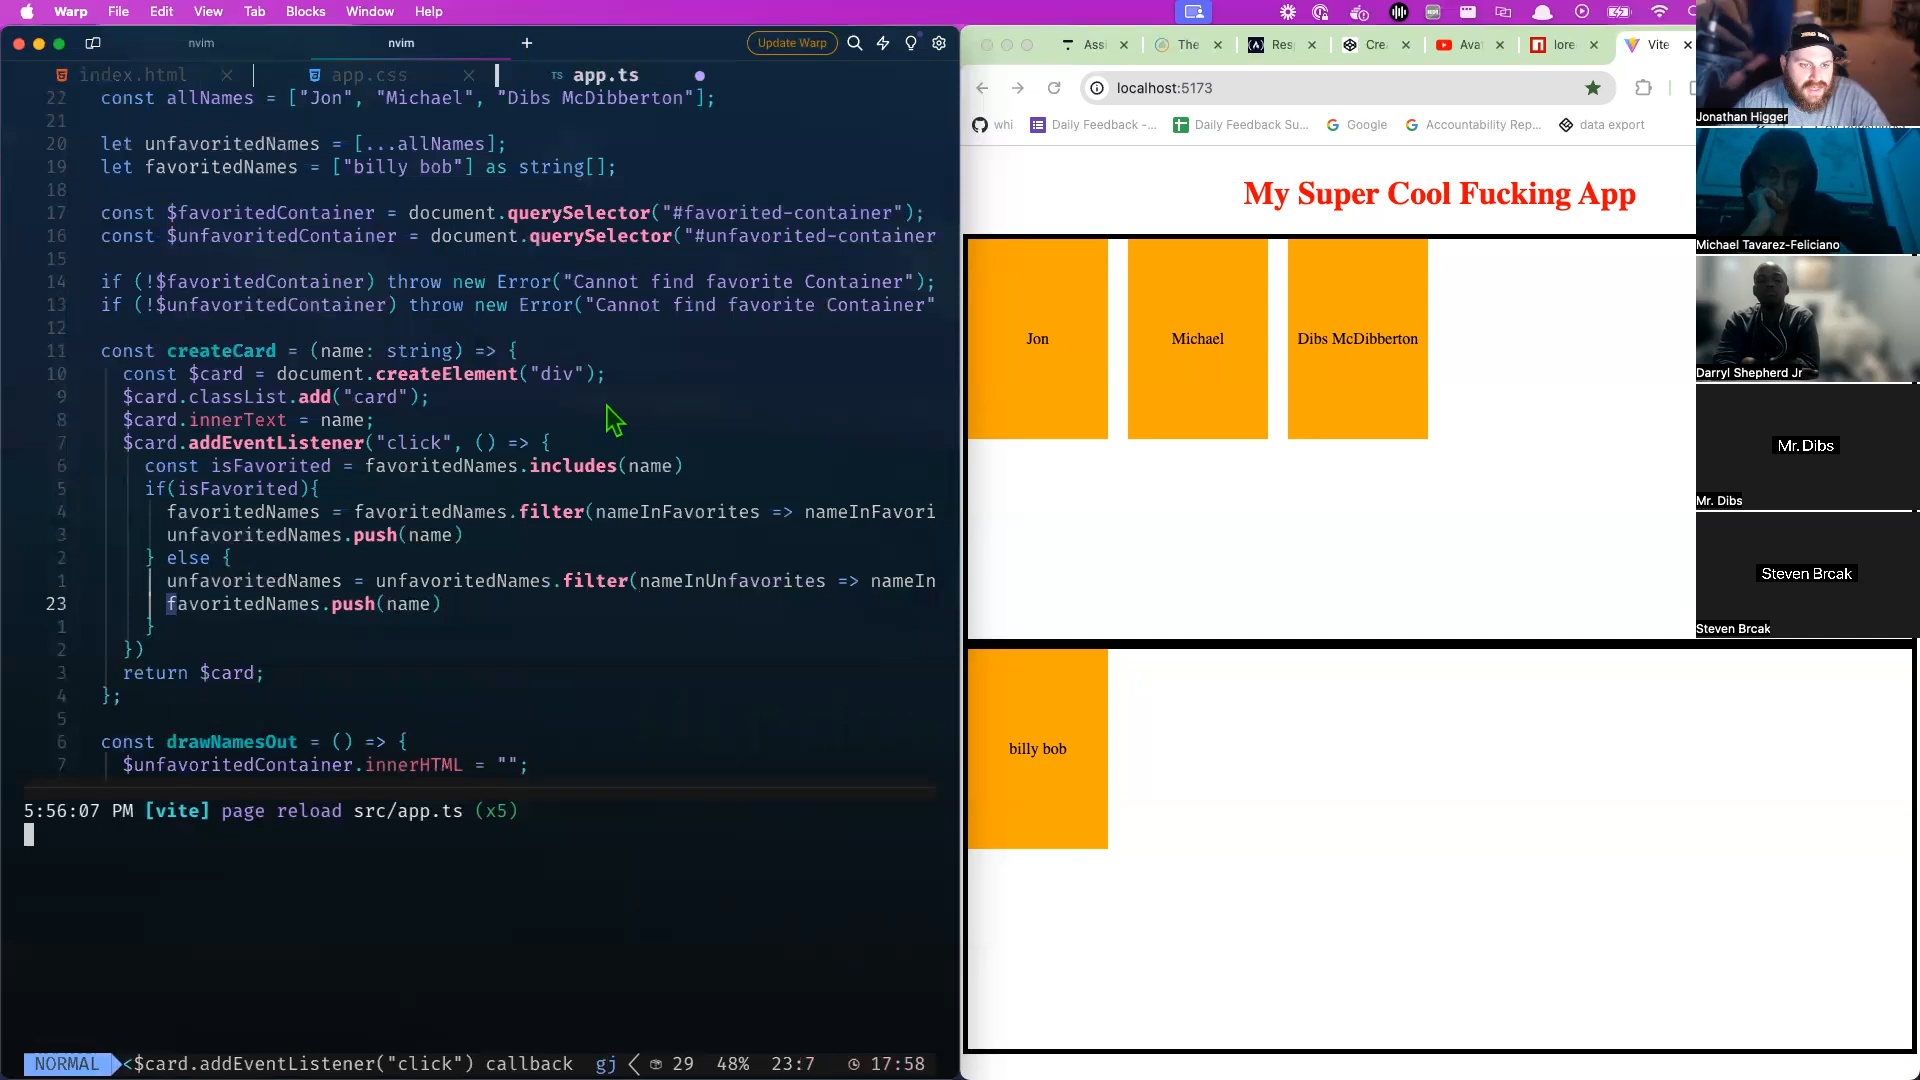 Warp File Edit View Tab Blocks Window Help
nvim
nvim
+
Update Warp
index.html
app.css
TS app.ts
22 const allNames = ["Jon", "Michael", "Dibs McDibberton"];
21
20 let unfavoritedNames = [...allNames];
19 let favoritedNames = ["billy bob"] as string[];
18
17 const $favoritedContainer = document.querySelector("#favorited-container");
16 const $unfavoritedContainer = document.querySelector("#unfavorited-container
15
14 if (!$favoritedContainer) throw new Error("Cannot find favorite Container");
13 if (!$unfavoritedContainer) throw new Error("Cannot find favorite Container"
12
11 const createCard = (name: string) => {
10 const $card = document.createElement("div");
9 $card.classList.add("card");
8 $card.innerText = name;
7 $card.addEventListener("click", () => {
6 const isFavorited = favoritedNames.includes(name)
5 if(isFavorited){
4 favoritedNames = favoritedNames.filter(nameInFavorites => nameInFavori
3 unfavoritedNames.push(name)
2 } else {
1 unfavoritedNames = unfavoritedNames.filter(nameInUnfavorites => nameIn
23 favoritedNames.push(name)
1 }
2 })
3 return $card;
4 };
5
6 const drawNamesOut = () => {
7 $unfavoritedContainer.innerHTML = "";
5:56:07 PM [vite] page reload src/app.ts (x5)
NORMAL <$card.addEventListener("click") callback gj 29 48% 23:7 17:58
Assi
The
Res
Cre
Ava
lore
Vite
localhost:5173
whi
Daily Feedback -...
Daily Feedback Su...
Google
Accountability Rep...
data export
My Super Cool Fucking App
Jon
Michael
Dibs McDibberton
billy bob
Jonathan Higger
Michael Tavarez-Feliciano
Darryl Shepherd Jr
Mr. Dibs
Mr. Dibs
Steven Brcak
Steven Brcak